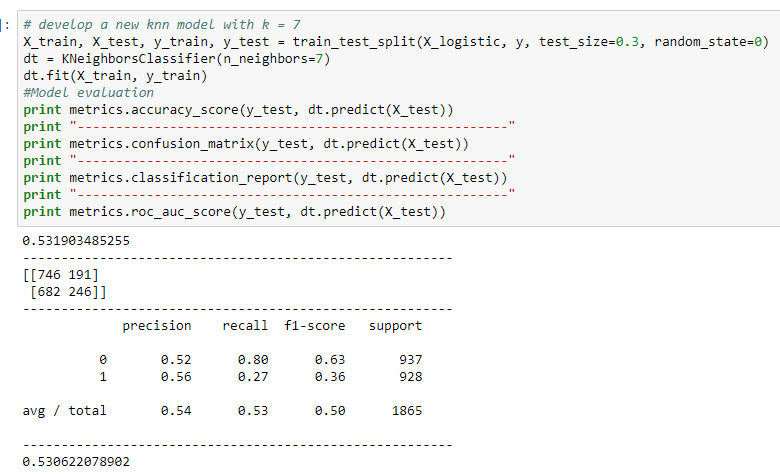 ]: # develop a new knn model with k = 7
X_train, X_test, y_train, y_test = train_test_split(X_logistic, y, test_size=0.3, random_state=0)
dt = KNeighborsClassifier(n_neighbors=7)
dt.fit(X_train, y_train)
#Model evaluation
print metrics.accuracy_score(y_test, dt.predict(X_test))
print "--------------------------------------------------------"
print metrics.confusion_matrix(y_test, dt.predict(X_test))
print "--------------------------------------------------------"
print metrics.classification_report(y_test, dt.predict(X_test))
print "--------------------------------------------------------"
print metrics.roc_auc_score(y_test, dt.predict(X_test))
0.531903485255
--------------------------------------------------------
[[746 191]
 [682 246]]
--------------------------------------------------------
             precision    recall  f1-score   support
          0       0.52      0.80      0.63       937
          1       0.56      0.27      0.36       928
avg / total       0.54      0.53      0.50      1865
--------------------------------------------------------
0.530622078902